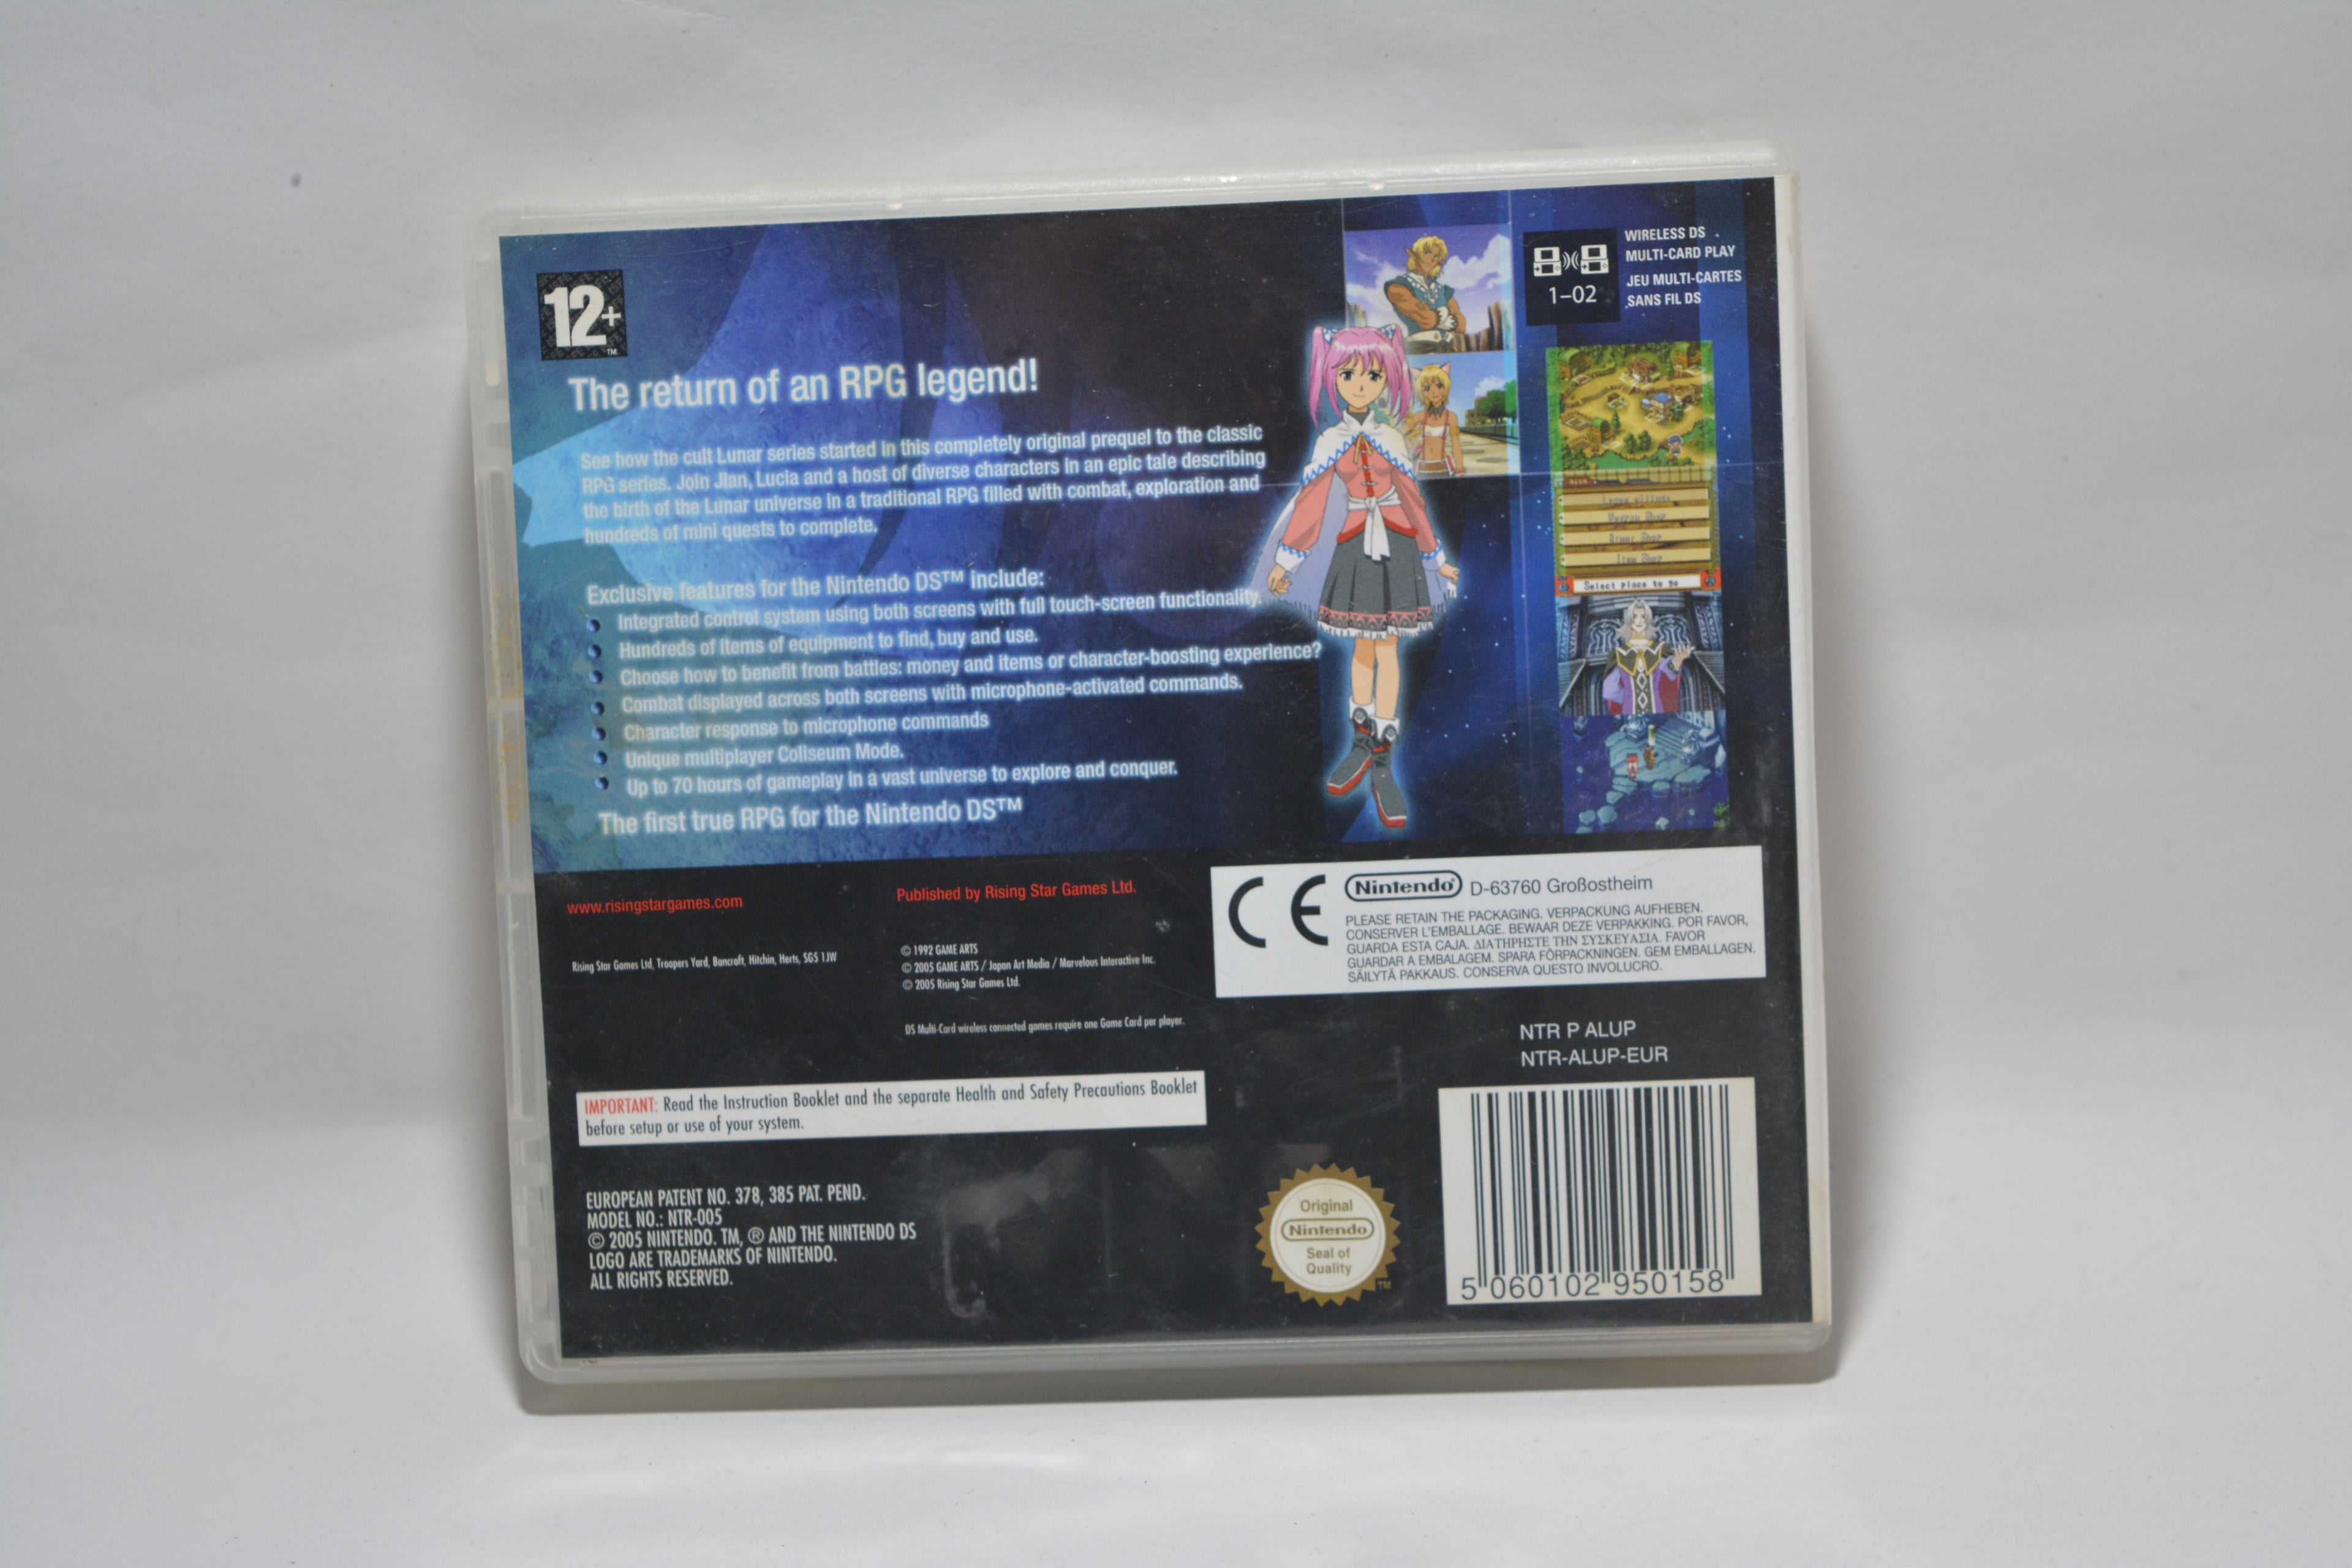 12+
TM
WIRELESS DS
MULTI-CARD PLAY
JEU MULTI-CARTES
SANS FIL DS
1-02
The return of an RPG legend!
See how the cult Lunar series started in this completely original prequel to the classic
RPG series. Join Jian, Lucia and a host of diverse characters in an epic tale describing
the birth of the Lunar universe in a traditional RPG filled with combat, exploration and
hundreds of mini quests to complete.
Exclusive features for the Nintendo DS™ include:
Integrated control system using both screens with full touch-screen functionality.
Hundreds of items of equipment to find, buy and use.
Choose how to benefit from battles: money and items or character-boosting experience?
Combat displayed across both screens with microphone-activated commands.
Character response to microphone commands
Unique multiplayer Coliseum Mode.
Up to 70 hours of gameplay in a vast universe to explore and conquer.
The first true RPG for the Nintendo DS™
Armor Shop
Item Shop
Select place to go
www.risingstargames.com
Published by Rising Star Games Ltd.
Rising Star Games Ltd, Troopers Yard, Bancroft, Hitchin, Herts, SG5 1JW
© 1992 GAME ARTS
© 2005 GAME ARTS / Japan Art Media / Marvelous Interactive Inc.
© 2005 Rising Star Games Ltd.
DS Multi-Card wireless connected games require one Game Card per player.
CE
Nintendo® D-63760 Großostheim
PLEASE RETAIN THE PACKAGING. VERPACKUNG AUFHEBEN.
CONSERVER L'EMBALLAGE. BEWAAR DEZE VERPAKKING. POR FAVOR,
GUARDA ESTA CAJA. ΔΙΑΤΗΡΗΣΤΕ ΤΗΝ ΣΥΣΚΕΥΑΣΙΑ. FAVOR
GUARDAR A EMBALAGEM. SPARA FÖRPACKNINGEN. GEM EMBALLAGEN.
SÄILYTÄ PAKKAUS. CONSERVA QUESTO INVOLUCRO.
NTR P ALUP
NTR-ALUP-EUR
IMPORTANT: Read the Instruction Booklet and the separate Health and Safety Precautions Booklet
before setup or use of your system.
EUROPEAN PATENT NO. 378, 385 PAT. PEND.
MODEL NO.: NTR-005
© 2005 NINTENDO. TM, ® AND THE NINTENDO DS
LOGO ARE TRADEMARKS OF NINTENDO.
ALL RIGHTS RESERVED.
Original
Nintendo
Seal of
Quality
TM
5 060102 950158